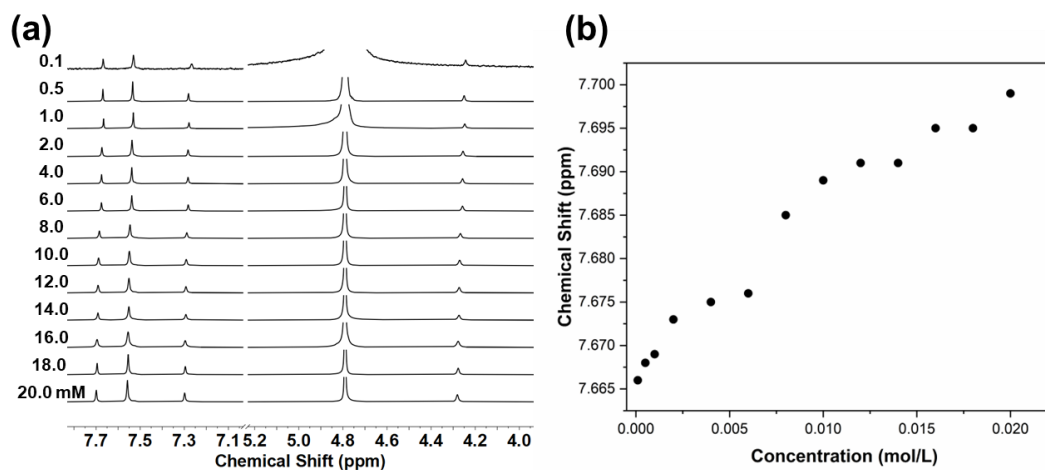 (a)
0.1
0.5
1.0
2.0
4.0
6.0
8.0
10.0
12.0
14.0
16.0
18.0
20.0 mM
7.7 7.5 7.3 7.1 5.2 5.0 4.8 4.6 4.4 4.2 4.0
Chemical Shift (ppm)
(b)
7.700
7.695
7.690
7.685
7.680
7.675
7.670
7.665
Chemical Shift (ppm)
0.000 0.005 0.010 0.015 0.020
Concentration (mol/L)